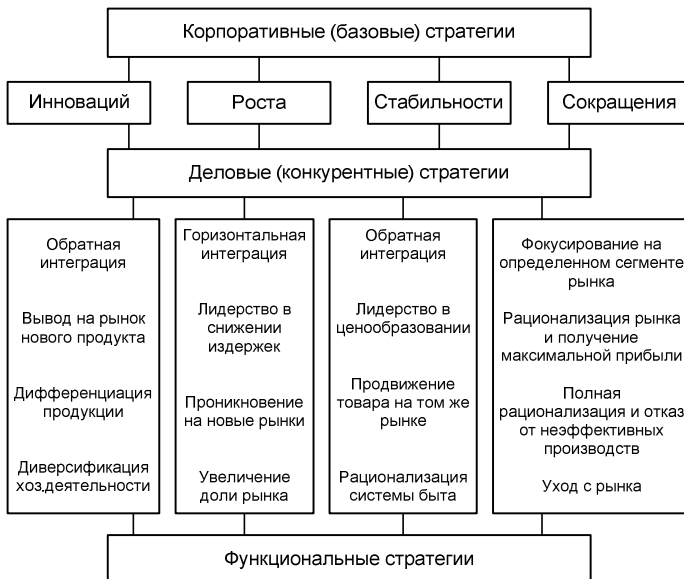 Корпоративные (базовые) стратегии
Инноваций
Роста
Стабильности
Сокращения
Деловые (конкурентные) стратегии
Обратная
интеграция
Вывод на рынок
нового продукта
Дифференциация
продукции
Диверсификация
хоз.деятельности
Горизонтальная
интеграция
Лидерство в
снижении
издержек
Проникновение
на новые рынки
Увеличение
доли рынка
Обратная
интеграция
Лидерство в
ценообразовании
Продвижение
товара на том же
рынке
Рационализация
системы быта
Фокусирование на
определенном сегменте
рынка
Рационализация рынка
и получение
максимальной прибыли
Полная
рационализация и отказ
от неэффективных
производств
Уход с рынка
Функциональные стратегии